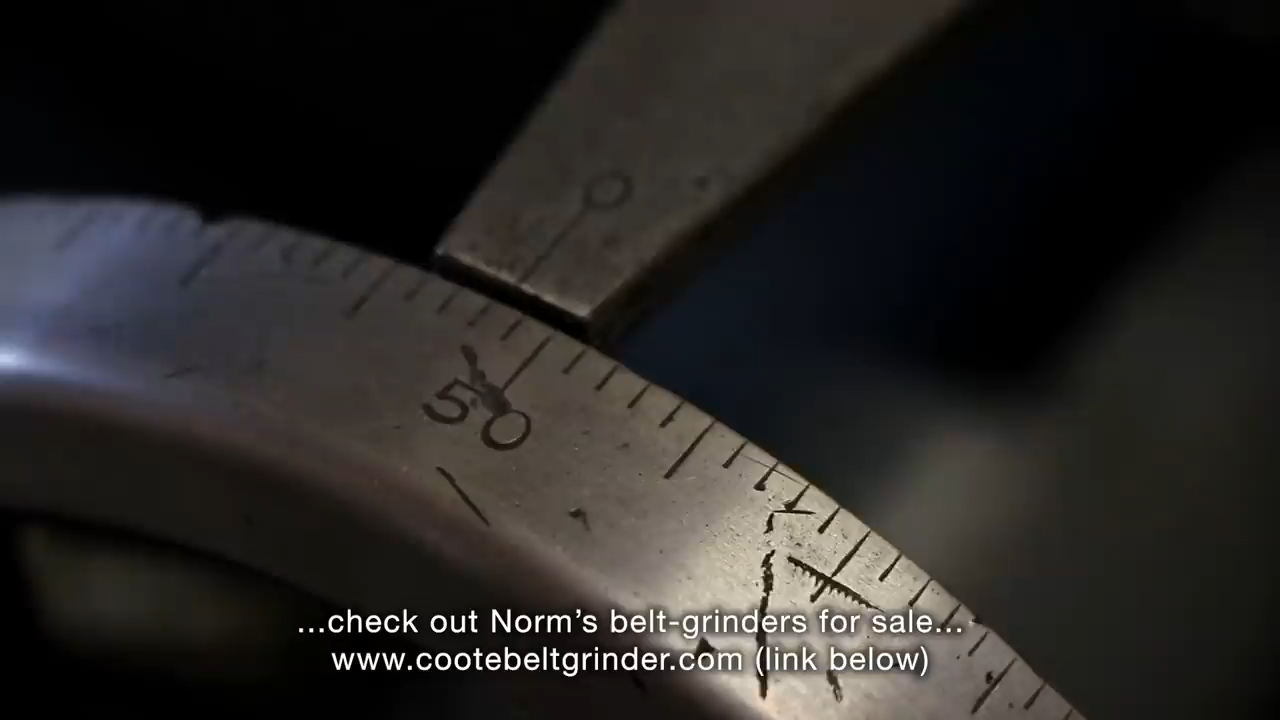 0
50
...check out Norm's belt-grinders for sale...
www.cootebeltgrinder.com (link below)